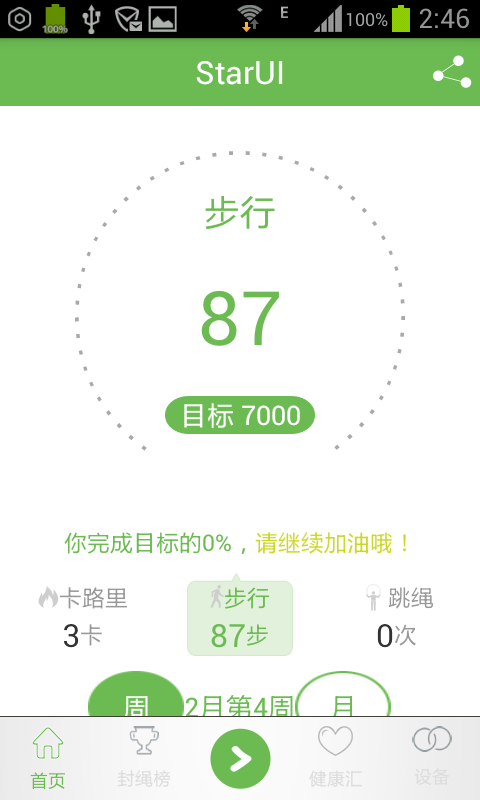 100%
E
100%
2:46
StarUI
步行
87
目标 7000
你完成目标的0%，请继续加油哦！
卡路里
3卡
步行
87步
跳绳
0次
周
2月第4周
月
首页
封绳榜
健康汇
设备